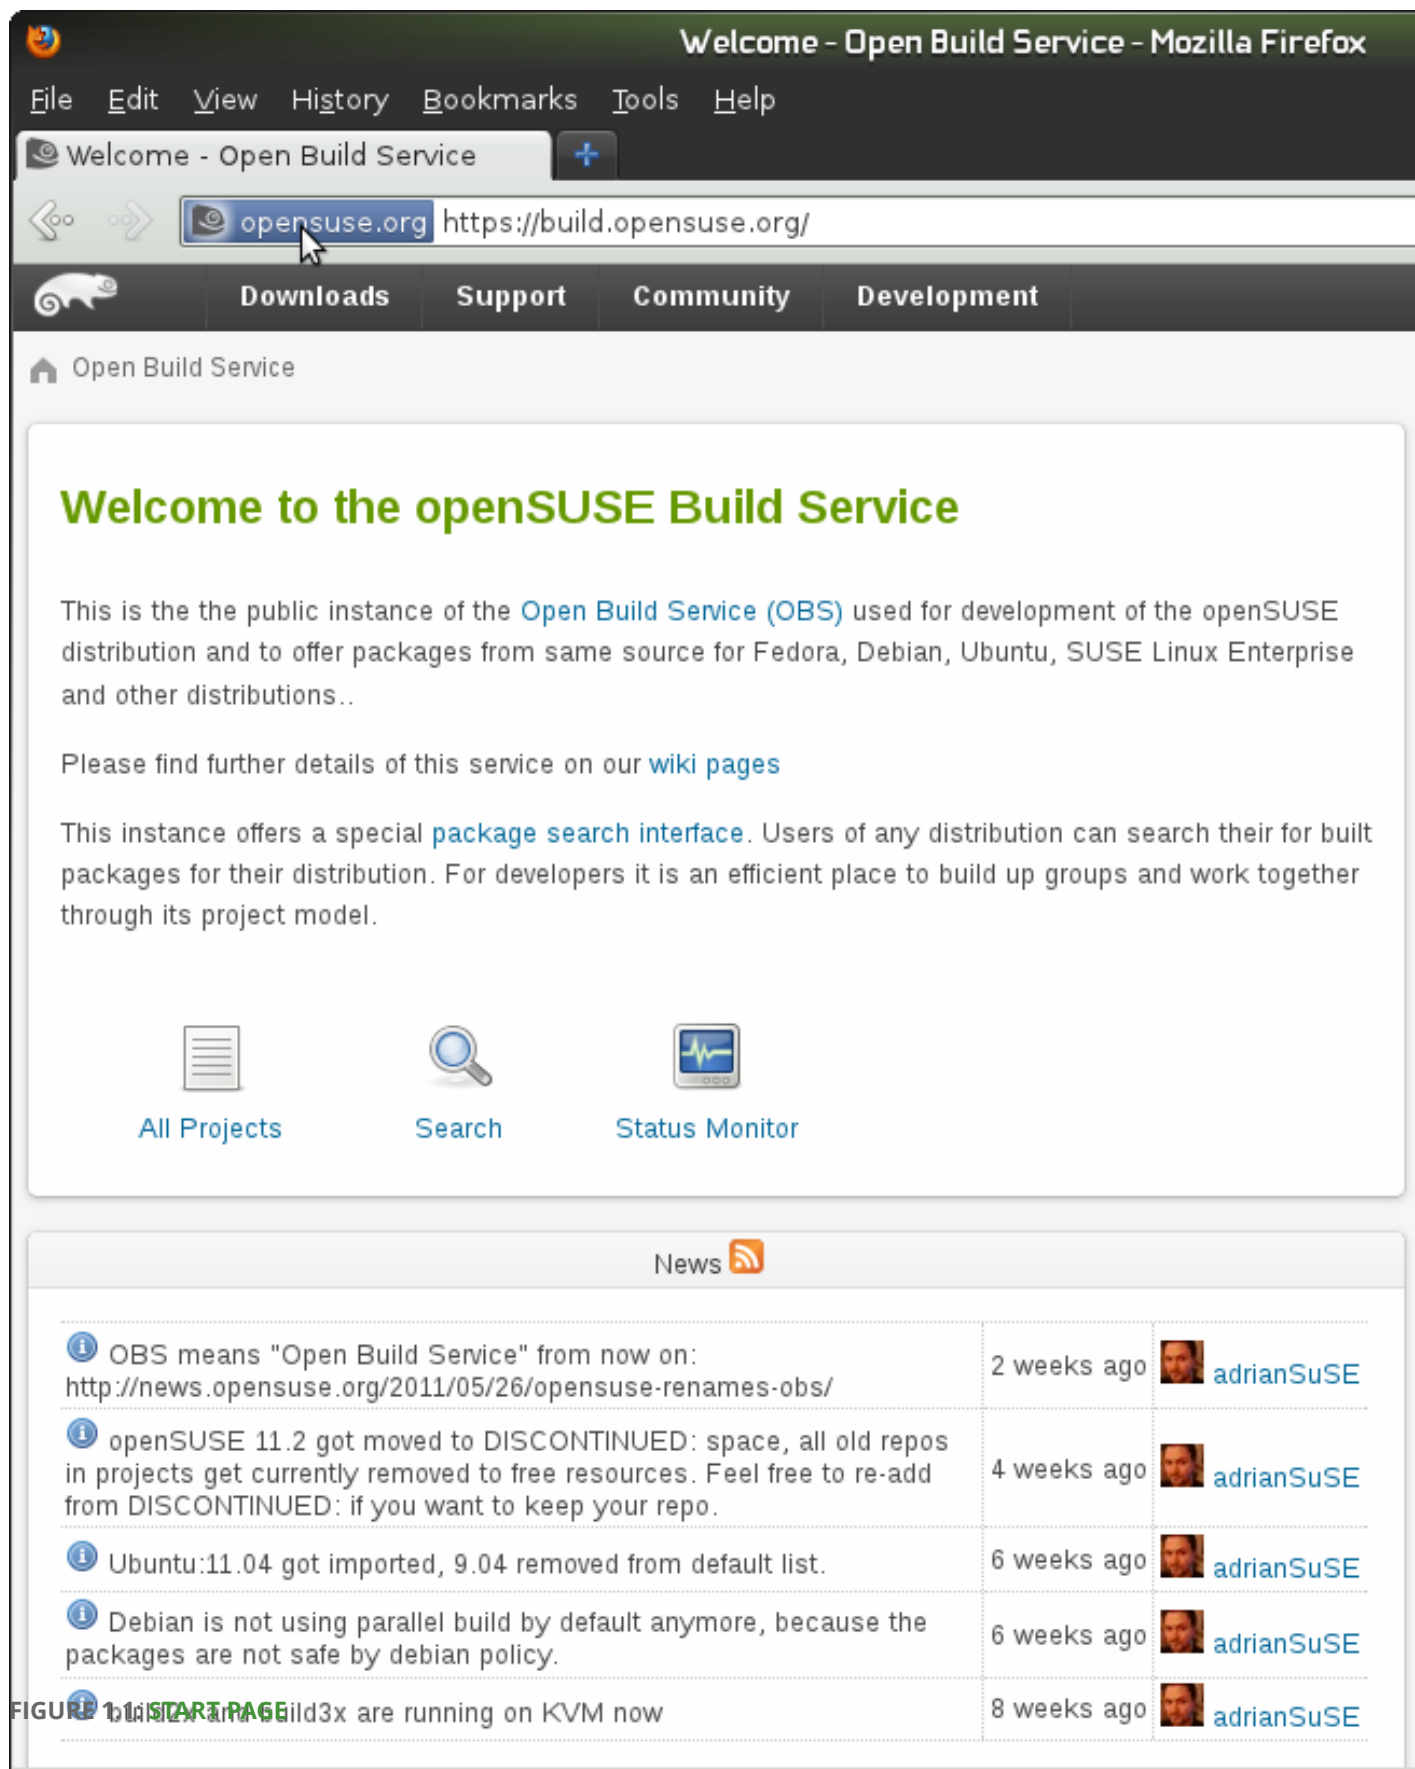 Welcome - Open Build Service - Mozilla Firefox
File Edit View History Bookmarks Tools Help
Welcome - Open Build Service
opensuse.org https://build.opensuse.org/
Downloads Support Community Development
Open Build Service
Welcome to the openSUSE Build Service
This is the the public instance of the Open Build Service (OBS) used for development of the openSUSE
distribution and to offer packages from same source for Fedora, Debian, Ubuntu, SUSE Linux Enterprise
and other distributions..
Please find further details of this service on our wiki pages
This instance offers a special package search interface. Users of any distribution can search their for built
packages for their distribution. For developers it is an efficient place to build up groups and work together
through its project model.
All Projects Search Status Monitor
News
OBS means "Open Build Service" from now on:
http://news.opensuse.org/2011/05/26/opensuse-renames-obs/
2 weeks ago adrianSuSE
openSUSE 11.2 got moved to DISCONTINUED: space, all old repos
in projects get currently removed to free resources. Feel free to re-add
from DISCONTINUED: if you want to keep your repo.
4 weeks ago adrianSuSE
Ubuntu:11.04 got imported, 9.04 removed from default list.
6 weeks ago adrianSuSE
Debian is not using parallel build by default anymore, because the
packages are not safe by debian policy.
6 weeks ago adrianSuSE
build2x and build3x are running on KVM now
8 weeks ago adrianSuSE
FIGURE 1.1: START PAGE